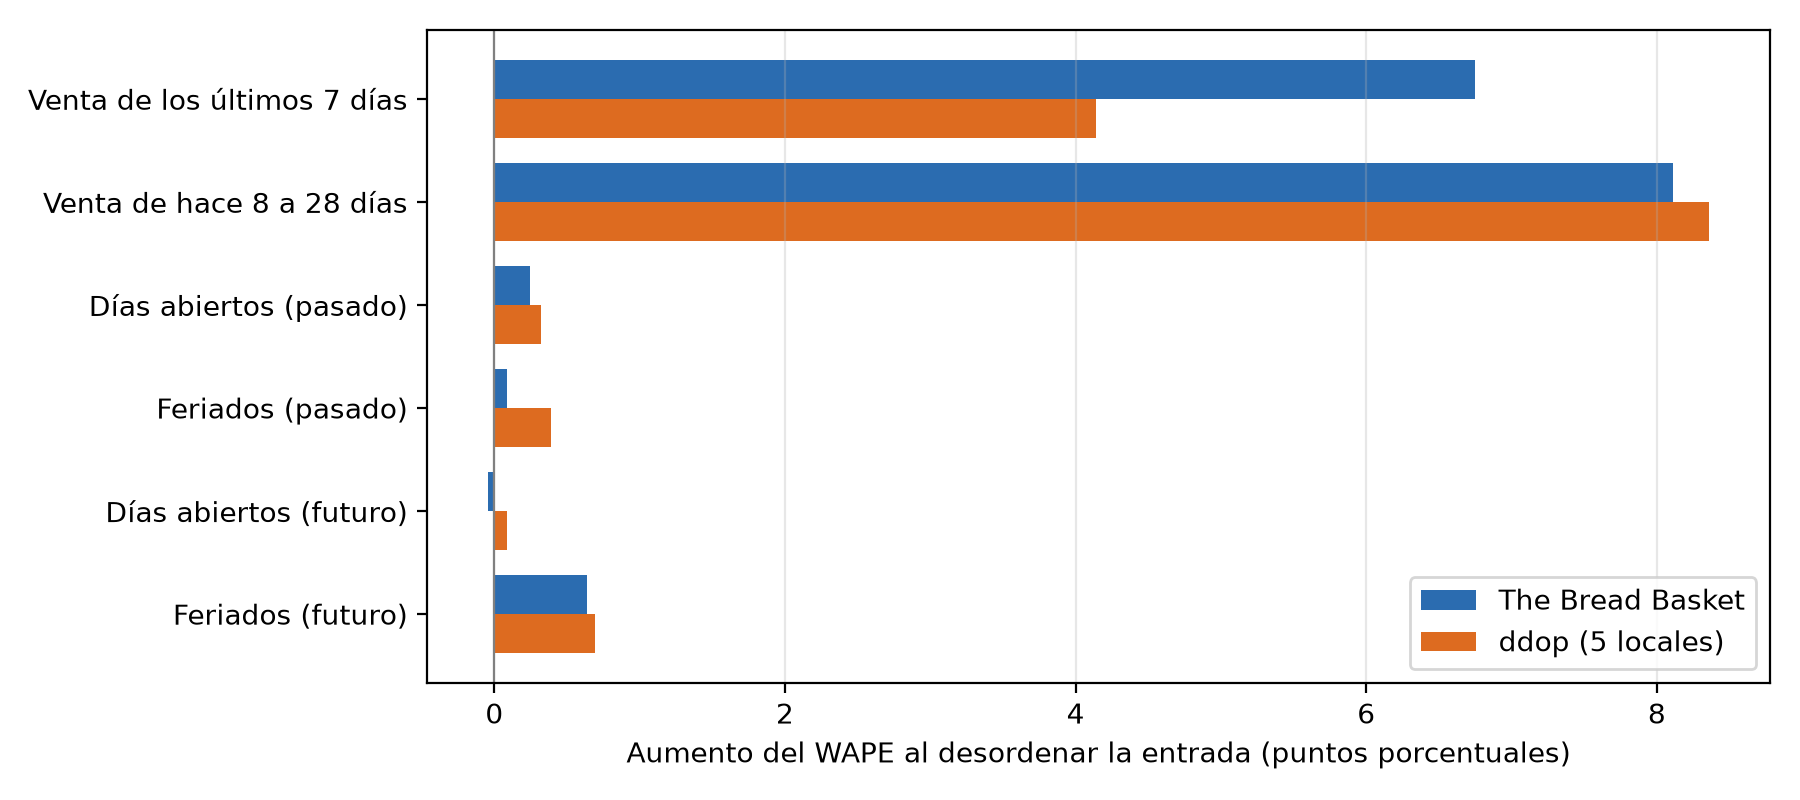 Venta de los últimos 7 días
Venta de hace 8 a 28 días
Días abiertos (pasado)
Feriados (pasado)
Días abiertos (futuro)
Feriados (futuro)
The Bread Basket
ddop (5 locales)
0 2 4 6 8
Aumento del WAPE al desordenar la entrada (puntos porcentuales)